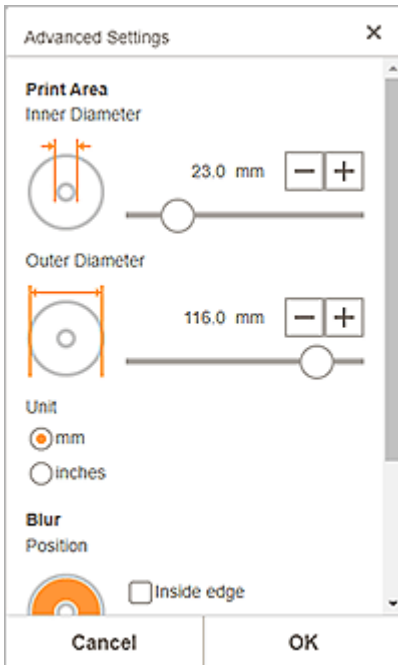 Advanced Settings
Print Area
Inner Diameter
23.0 mm
Outer Diameter
116.0 mm
Unit
mm
inches
Blur
Position
Inside edge
Cancel
OK